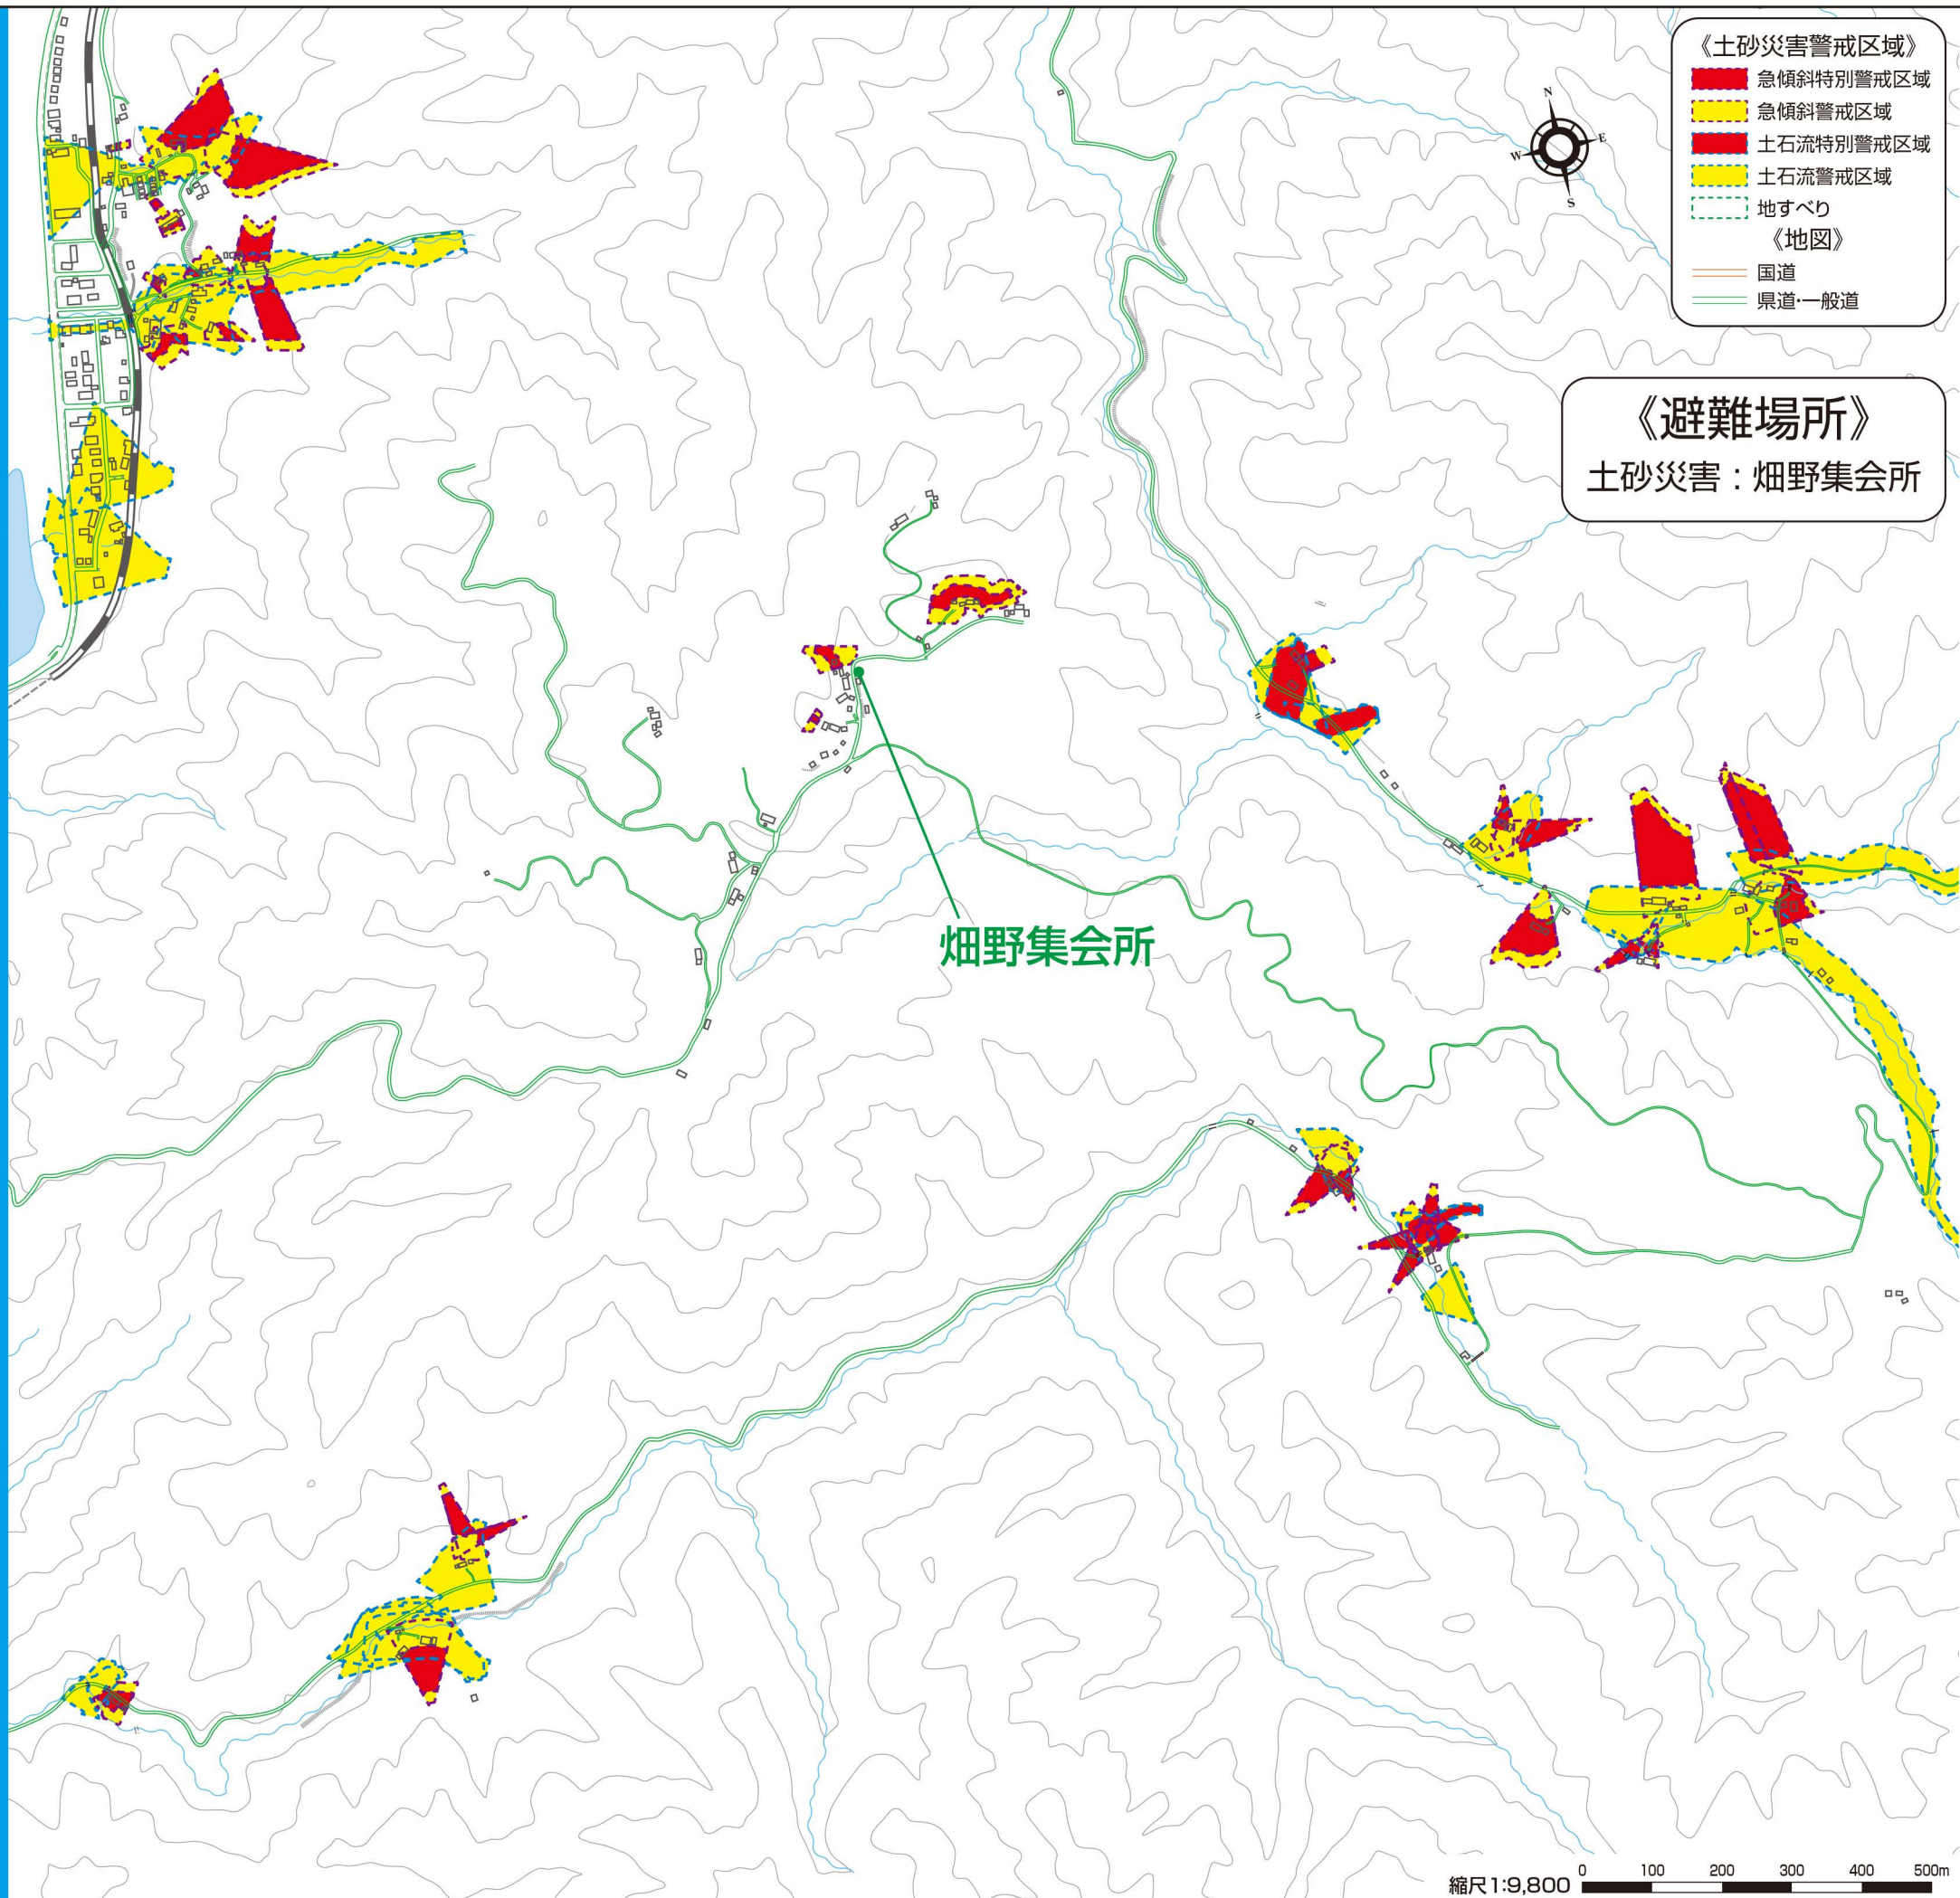 《土砂災害警戒区域》
急傾斜特別警戒区域
急傾斜警戒区域
土石流特別警戒区域
土石流警戒区域
地すべり
《地図》
国道
県道・一般道
N
W
E
S
《避難場所》
土砂災害：畑野集会所
畑野集会所
縮尺1:9,800
0 100 200 300 400 500m